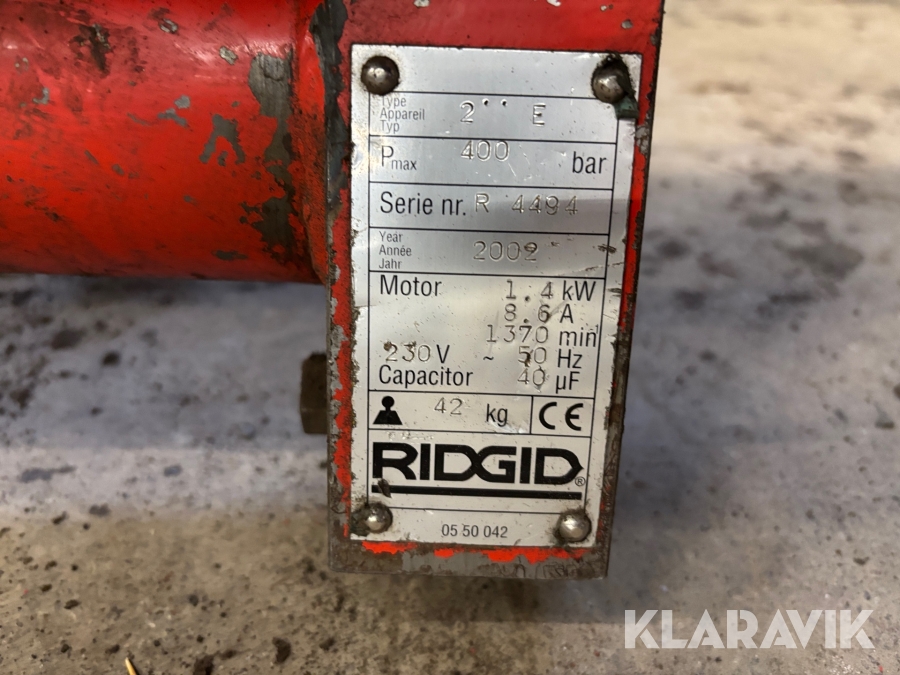 Type
Appareil
Typ
2'' E
Pmax 400 bar
Serie nr. R 4494
Year
Année
Jahr
2002
Motor 1.4 kW
8.6 A
1370 min
230 V ~ 50 Hz
Capacitor 40 µF
42 kg CE
RIDGID®
05 50 042
KLARAVIK